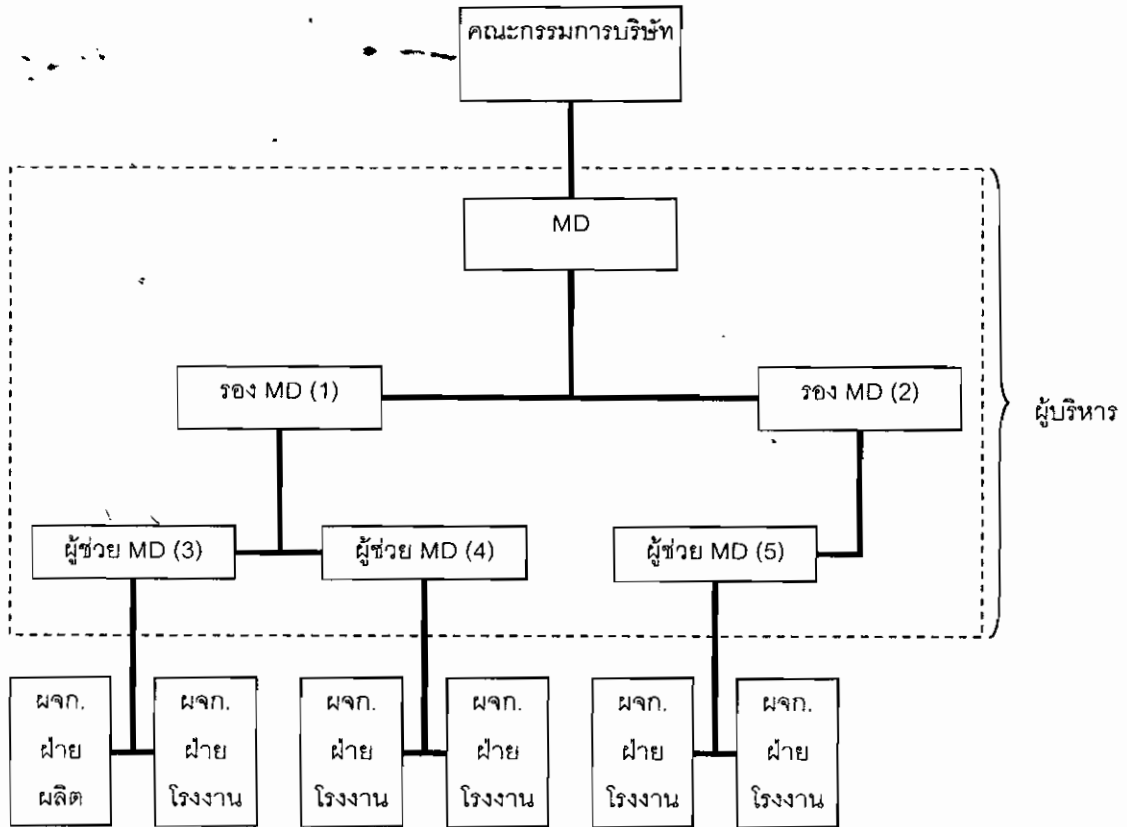 คณะกรรมการบริษัท
MD
รอง MD (1)
รอง MD (2)
ผู้บริหาร
ผู้ช่วย MD (3)
ผู้ช่วย MD (4)
ผู้ช่วย MD (5)
ผจก.
ฝ่าย
ผลิต
ผจก.
ฝ่าย
โรงงาน
ผจก.
ฝ่าย
โรงงาน
ผจก.
ฝ่าย
โรงงาน
ผจก.
ฝ่าย
โรงงาน
ผจก.
ฝ่าย
โรงงาน